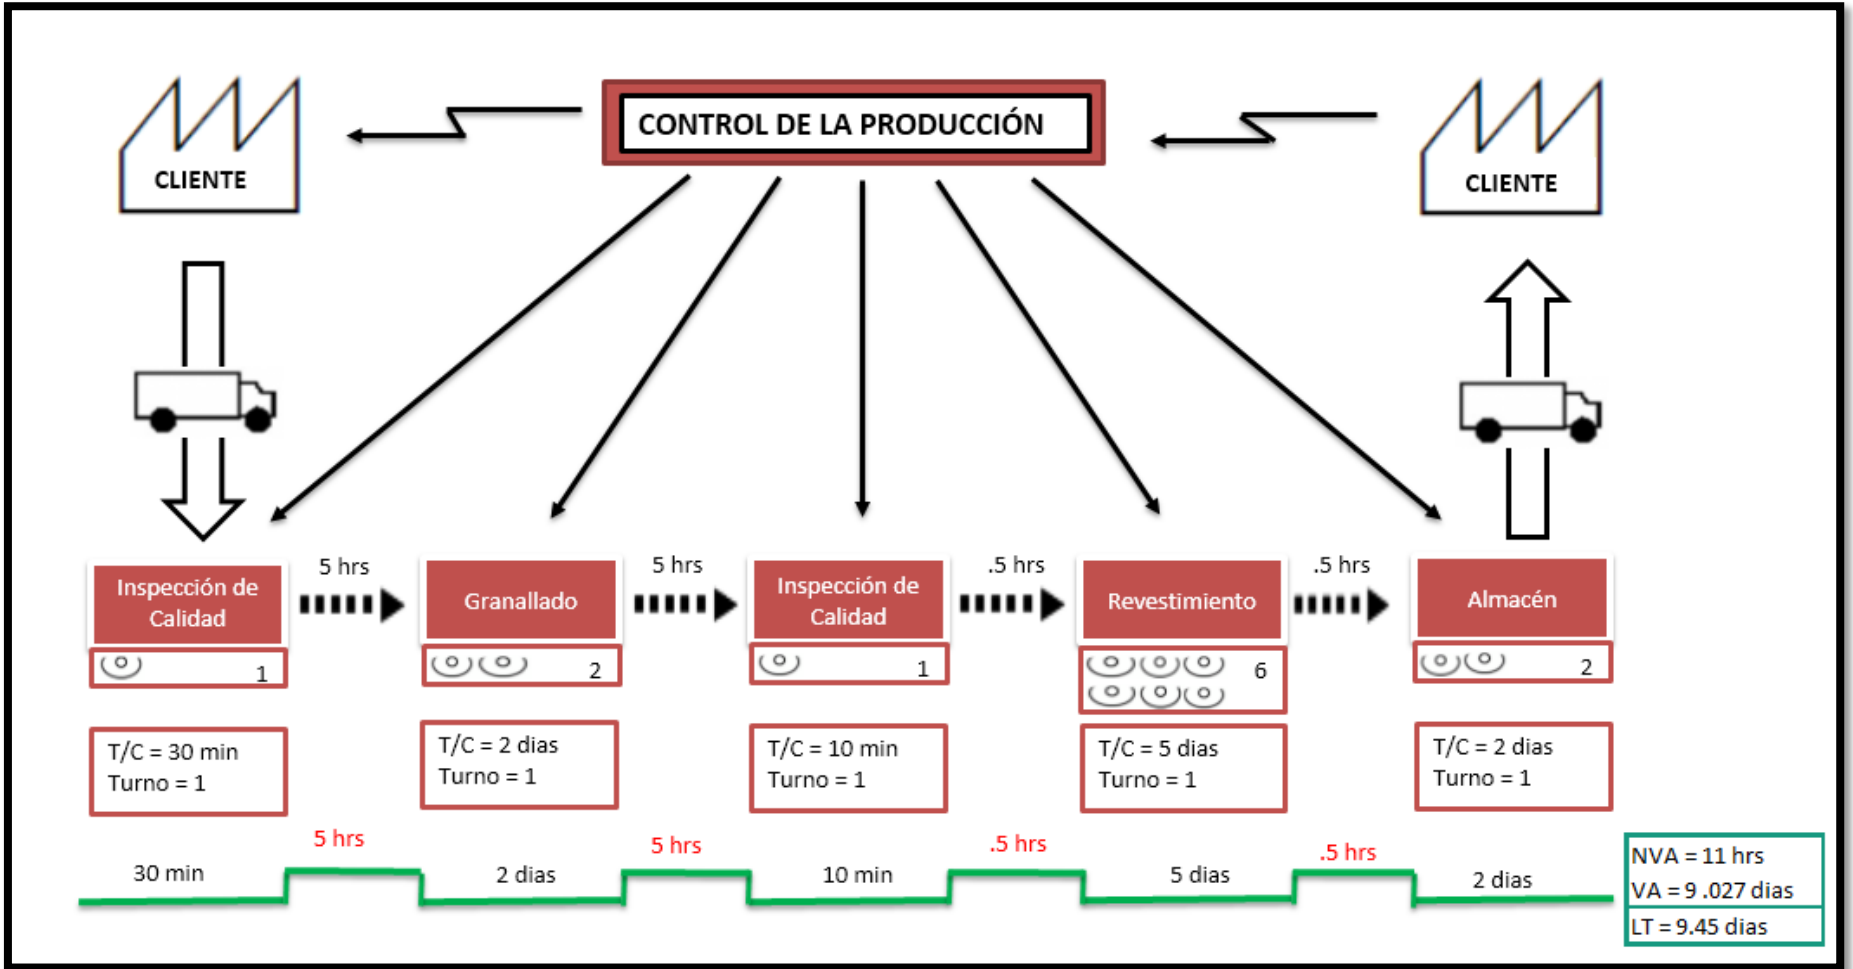 CONTROL DE LA PRODUCCIÓN
CLIENTE
CLIENTE
5 hrs
5 hrs
.5 hrs
.5 hrs
Inspección de
Calidad
Granallado
Inspección de
Calidad
Revestimiento
Almacén
1
2
1
6
2
T/C = 30 min
Turno = 1
T/C = 2 dias
Turno = 1
T/C = 10 min
Turno = 1
T/C = 5 dias
Turno = 1
T/C = 2 dias
Turno = 1
5 hrs
5 hrs
.5 hrs
.5 hrs
30 min
2 dias
10 min
5 dias
2 dias
NVA = 11 hrs
VA = 9 .027 dias
LT = 9.45 dias